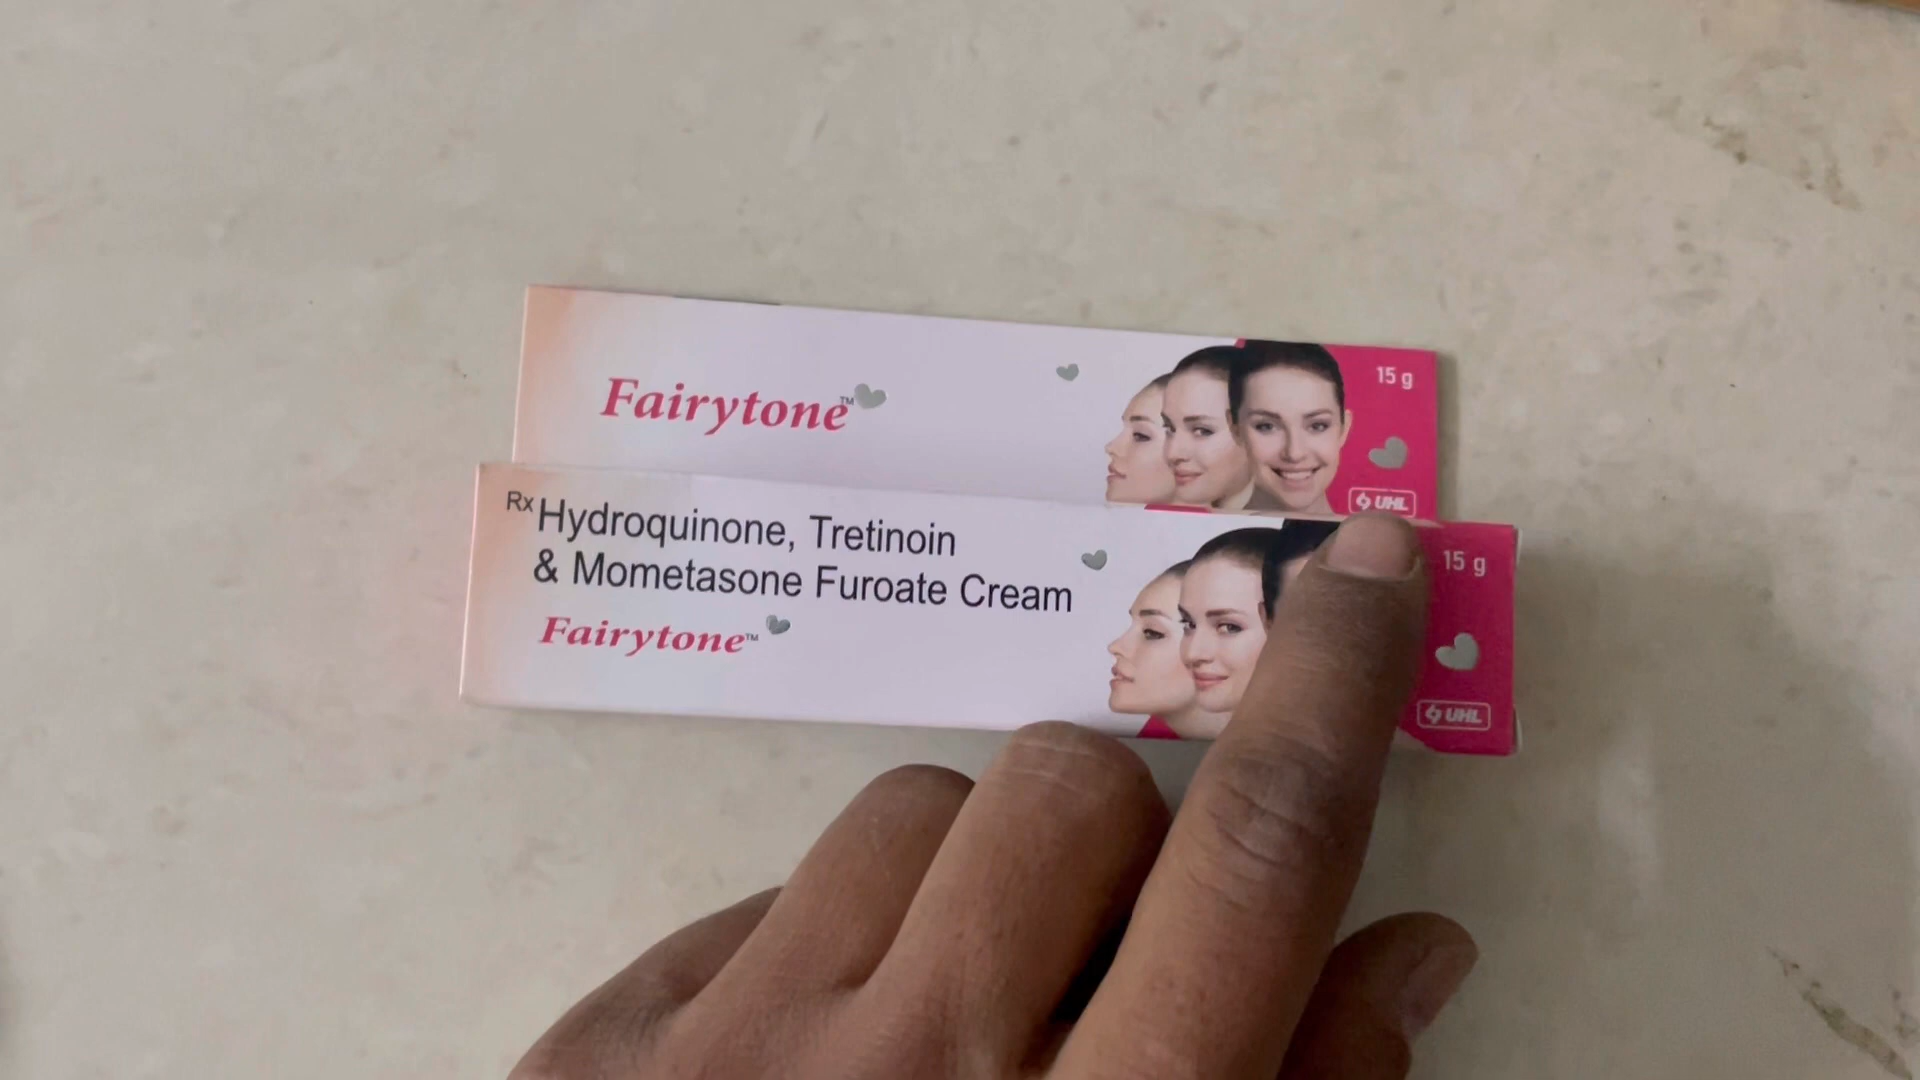 Fairytone™
15 g
UHL
Rx Hydroquinone, Tretinoin
& Mometasone Furoate Cream
Fairytone™
15 g
UHL